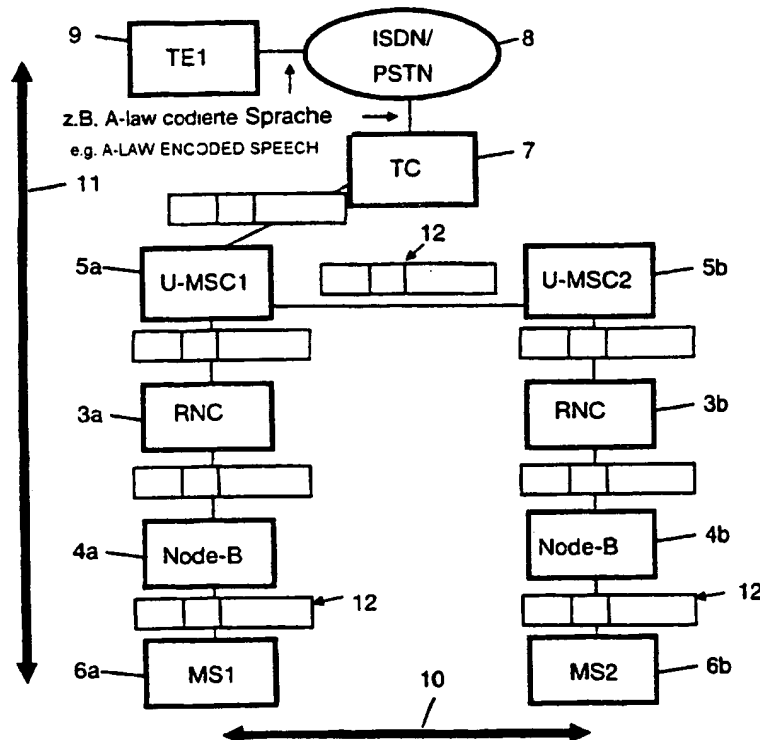 9
TE1
ISDN/
PSTN
8
z.B. A-law codierte Sprache
e.g. A-LAW ENCODED SPEECH
11
TC
7
12
5a
U-MSC1
U-MSC2
5b
3a
RNC
RNC
3b
4a
Node-B
Node-B
4b
12
12
6a
MS1
MS2
6b
10